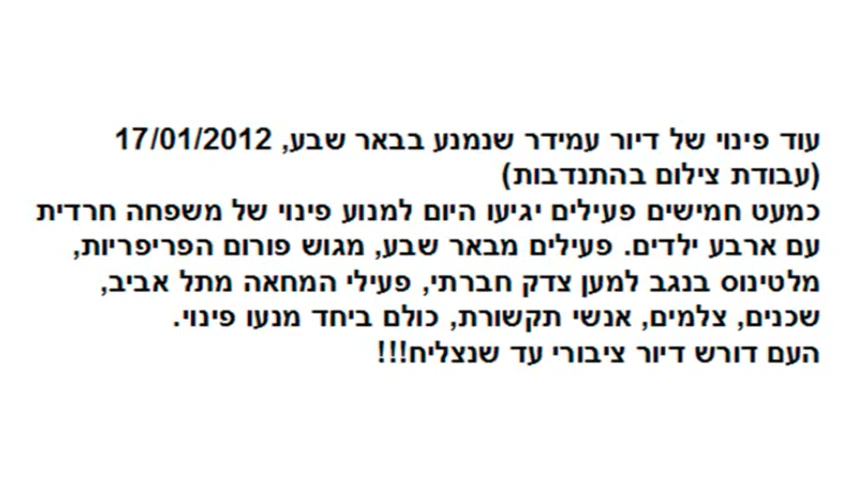 עוד פינוי של דיור עמידר שנמנע בבאר שבע, 17/01/2012
(עבודת צילום בהתנדבות)
כמעט חמישים פעילים יגיעו היום למנוע פינוי של משפחה חרדית
עם ארבע ילדים. פעילים מבאר שבע, מגוש פורום הפריפריות,
מלטינוס בנגב למען צדק חברתי, פעילי המחאה מתל אביב,
שכנים, צלמים, אנשי תקשורת, כולם ביחד מנעו פינוי.
העם דורש דיור ציבורי עד שנצליח!!!